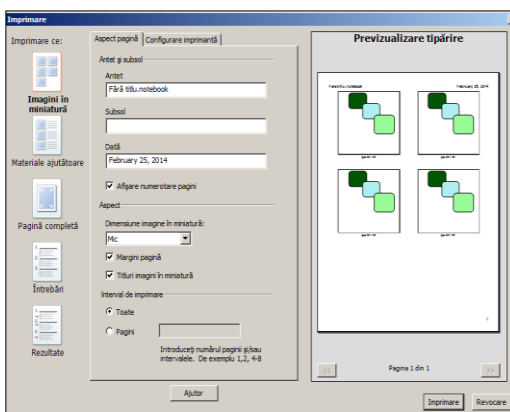 Imprimare
Imprimare ce:
Imagini în
miniatură
Materiale ajutătoare
Pagină completă
Întrebări
Rezultate
Aspect pagină
Configurare imprimantă
Antet și subsol
Antet
Fără titlu.notebook
Subsol
Dată
February 25, 2014
Afișare numerotare pagini
Aspect
Dimensiune imagine în miniatură:
Mic
Margini pagină
Titluri imagini în miniatură
Interval de imprimare
Toate
Pagini
Introduceți numărul paginii și/sau
intervalele. De exemplu 1,2, 4-8
Ajutor
Previzualizare tipărire
Fără titlu.notebook
February 25, 2014
<<
Pagina 1 din 1
>>
Imprimare
Revocare